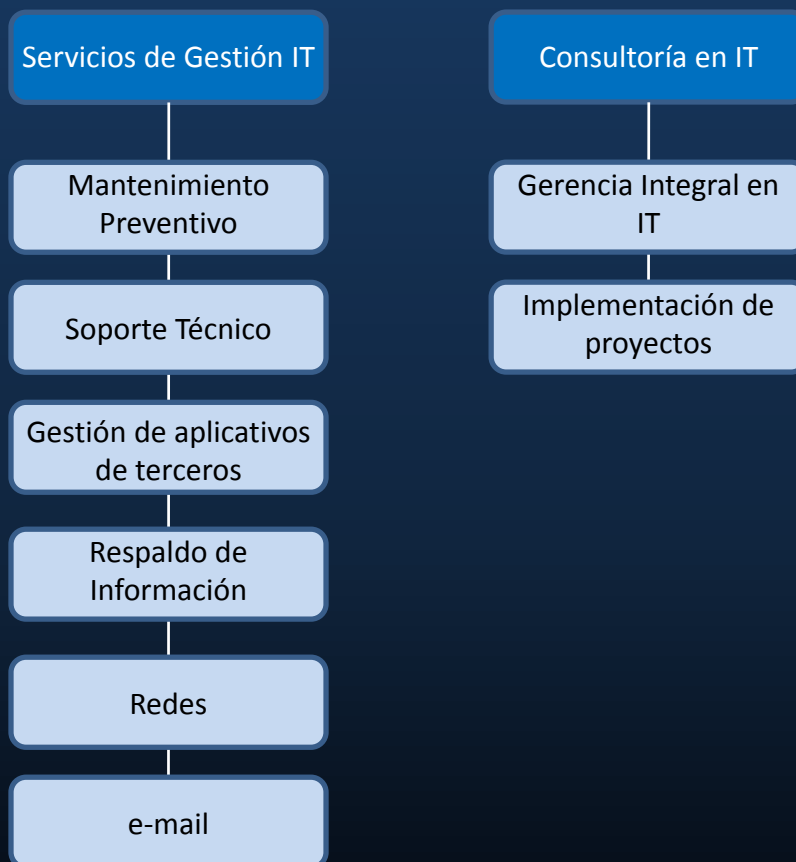 Servicios de Gestión IT
Mantenimiento
Preventivo
Soporte Técnico
Gestión de aplicativos
de terceros
Respaldo de
Información
Redes
e-mail
Consultoría en IT
Gerencia Integral en
IT
Implementación de
proyectos